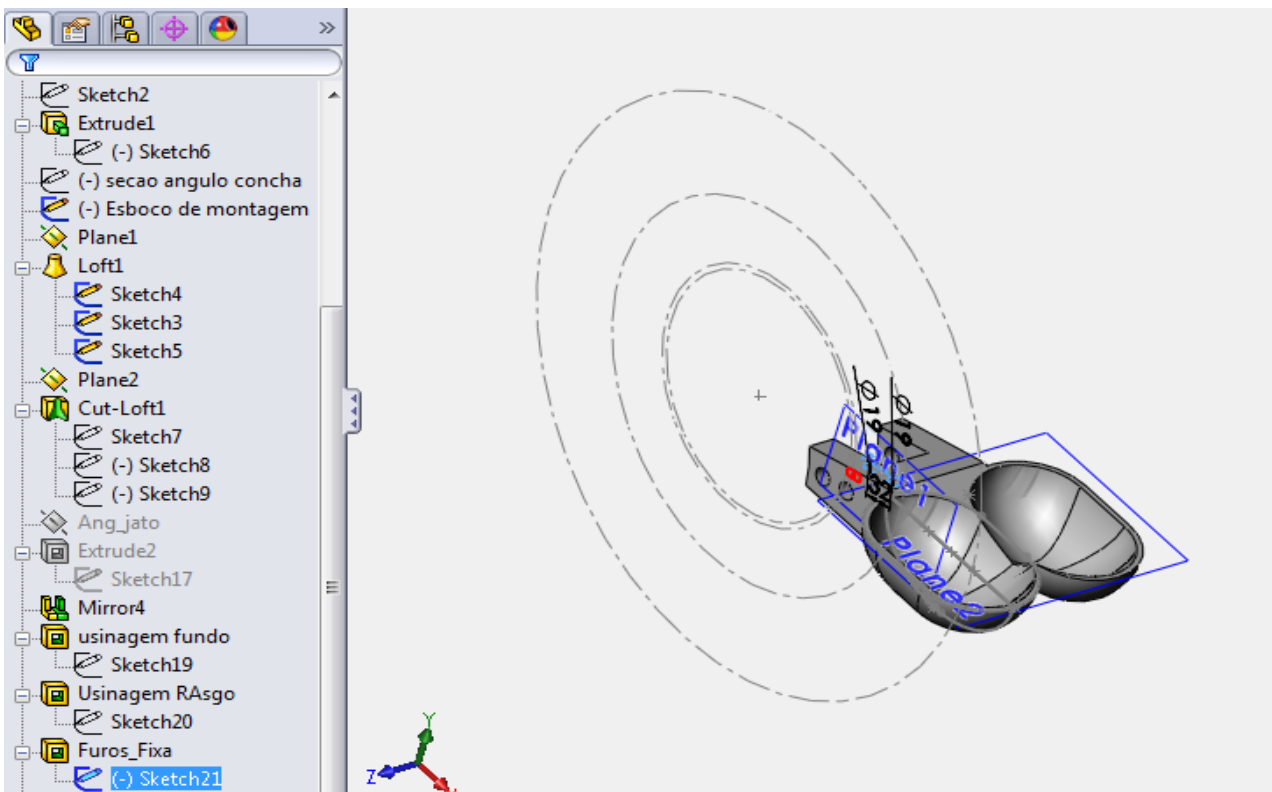 Sketch2
Extrude1
(-) Sketch6
(-) secao angulo concha
(-) Esboco de montagem
Plane1
Loft1
Sketch4
Sketch3
Sketch5
Plane2
Cut-Loft1
Sketch7
(-) Sketch8
(-) Sketch9
Ang_jato
Extrude2
Sketch17
Mirror4
usinagem fundo
Sketch19
Usinagem RAsgo
Sketch20
Furos_Fixa
(-) Sketch21
Ø19
Ø19
Plane1
Plane2
Y
Z